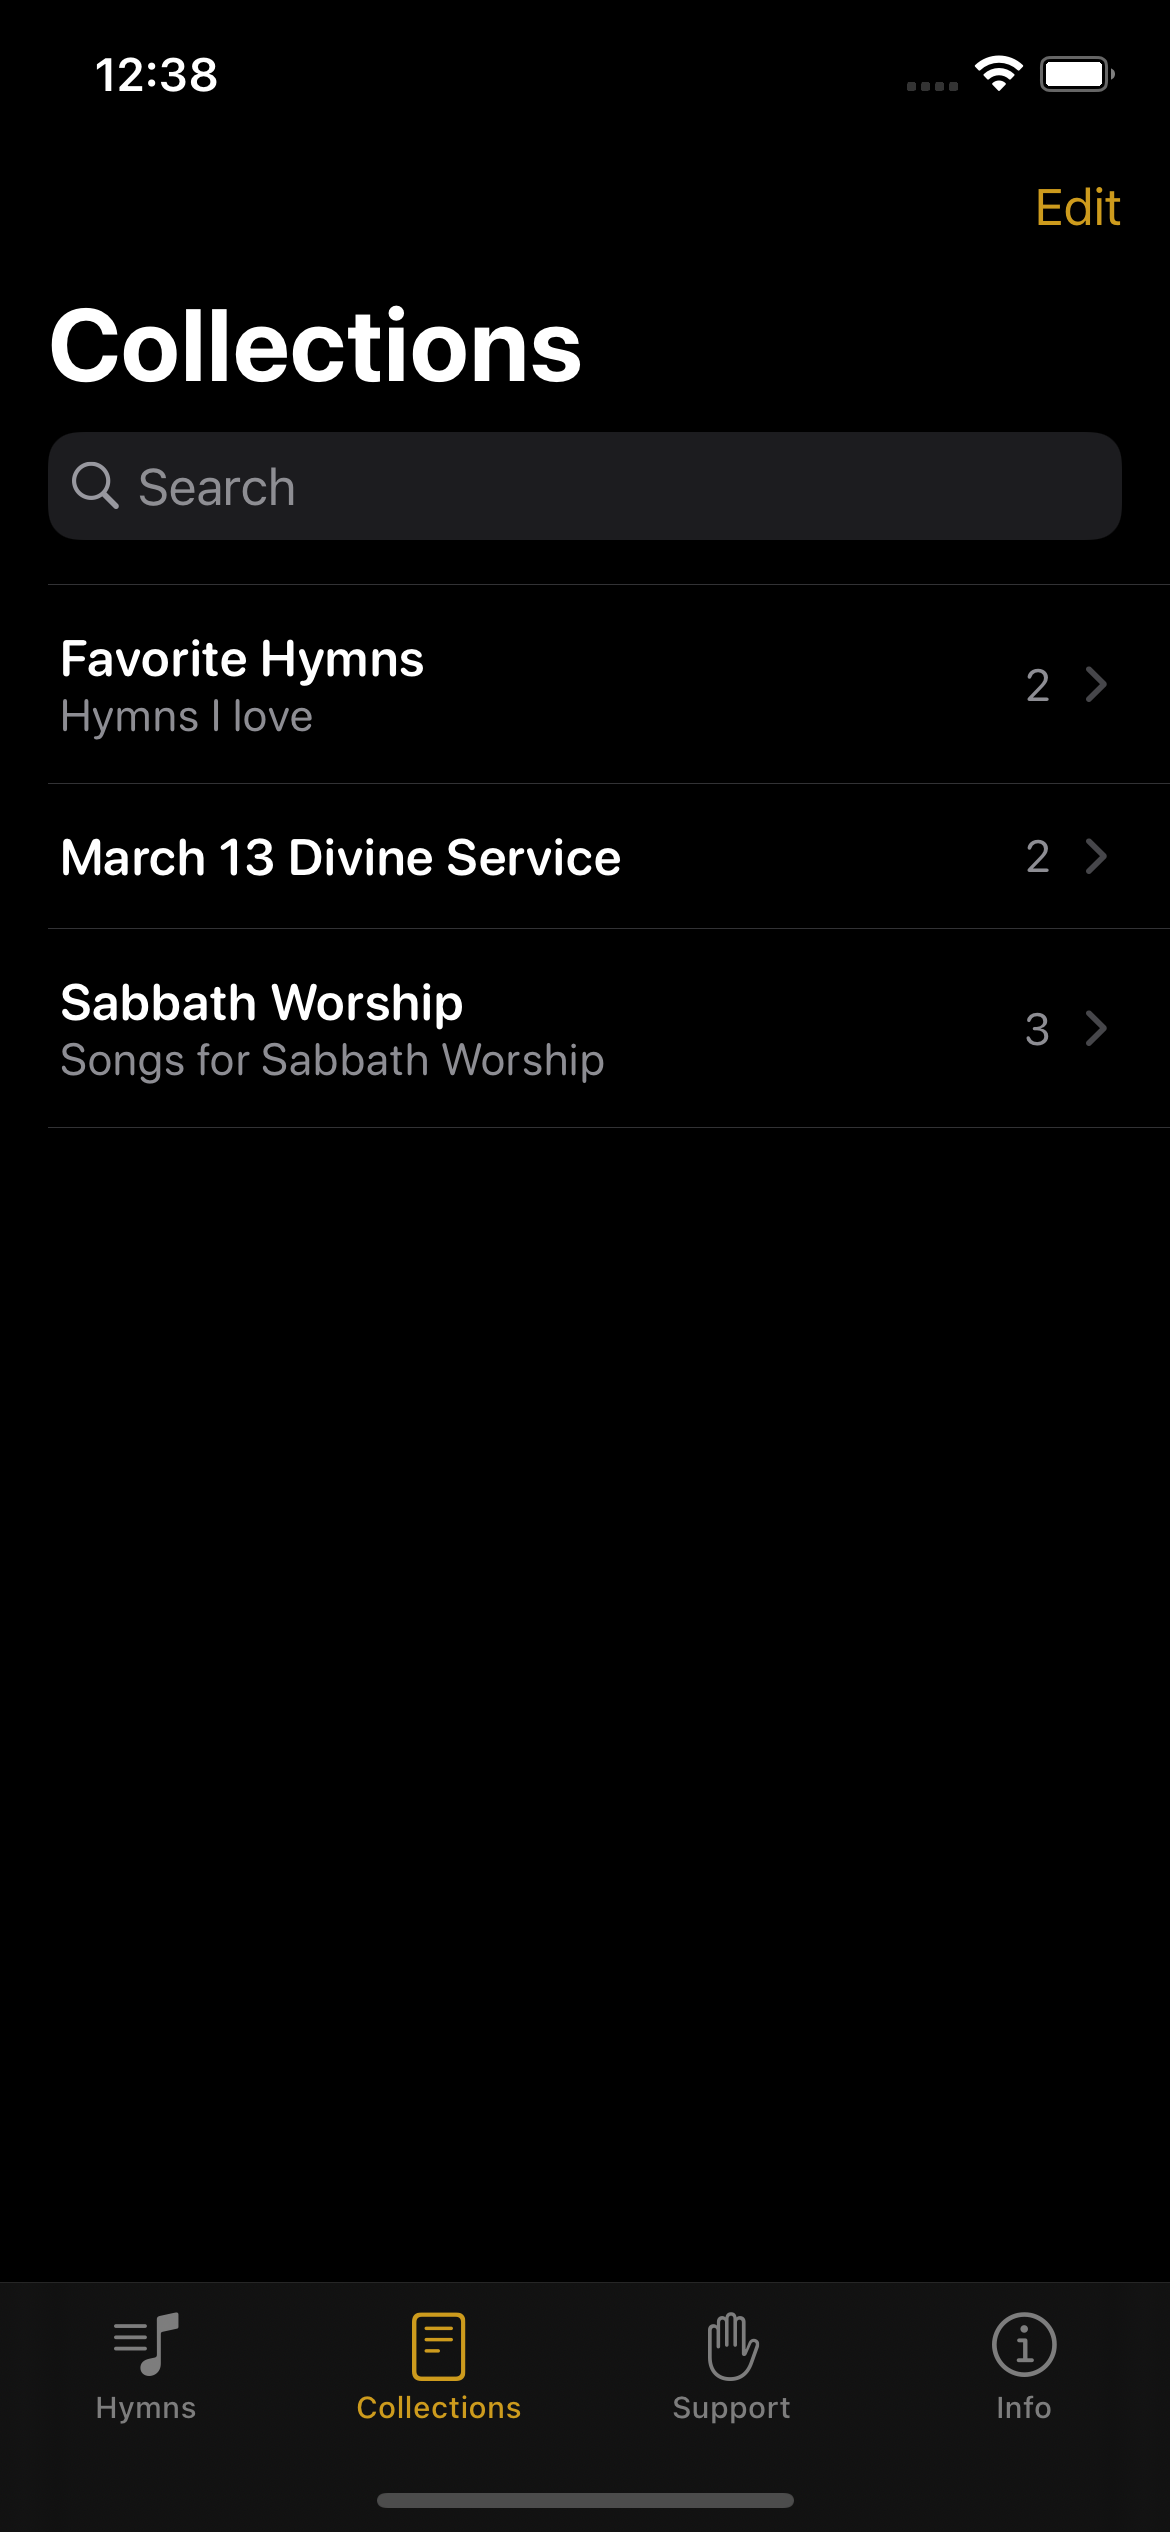 12:38
Edit
Collections
Search
Favorite Hymns
Hymns I love
2
March 13 Divine Service
2
Sabbath Worship
Songs for Sabbath Worship
3
Hymns
Collections
Support
Info